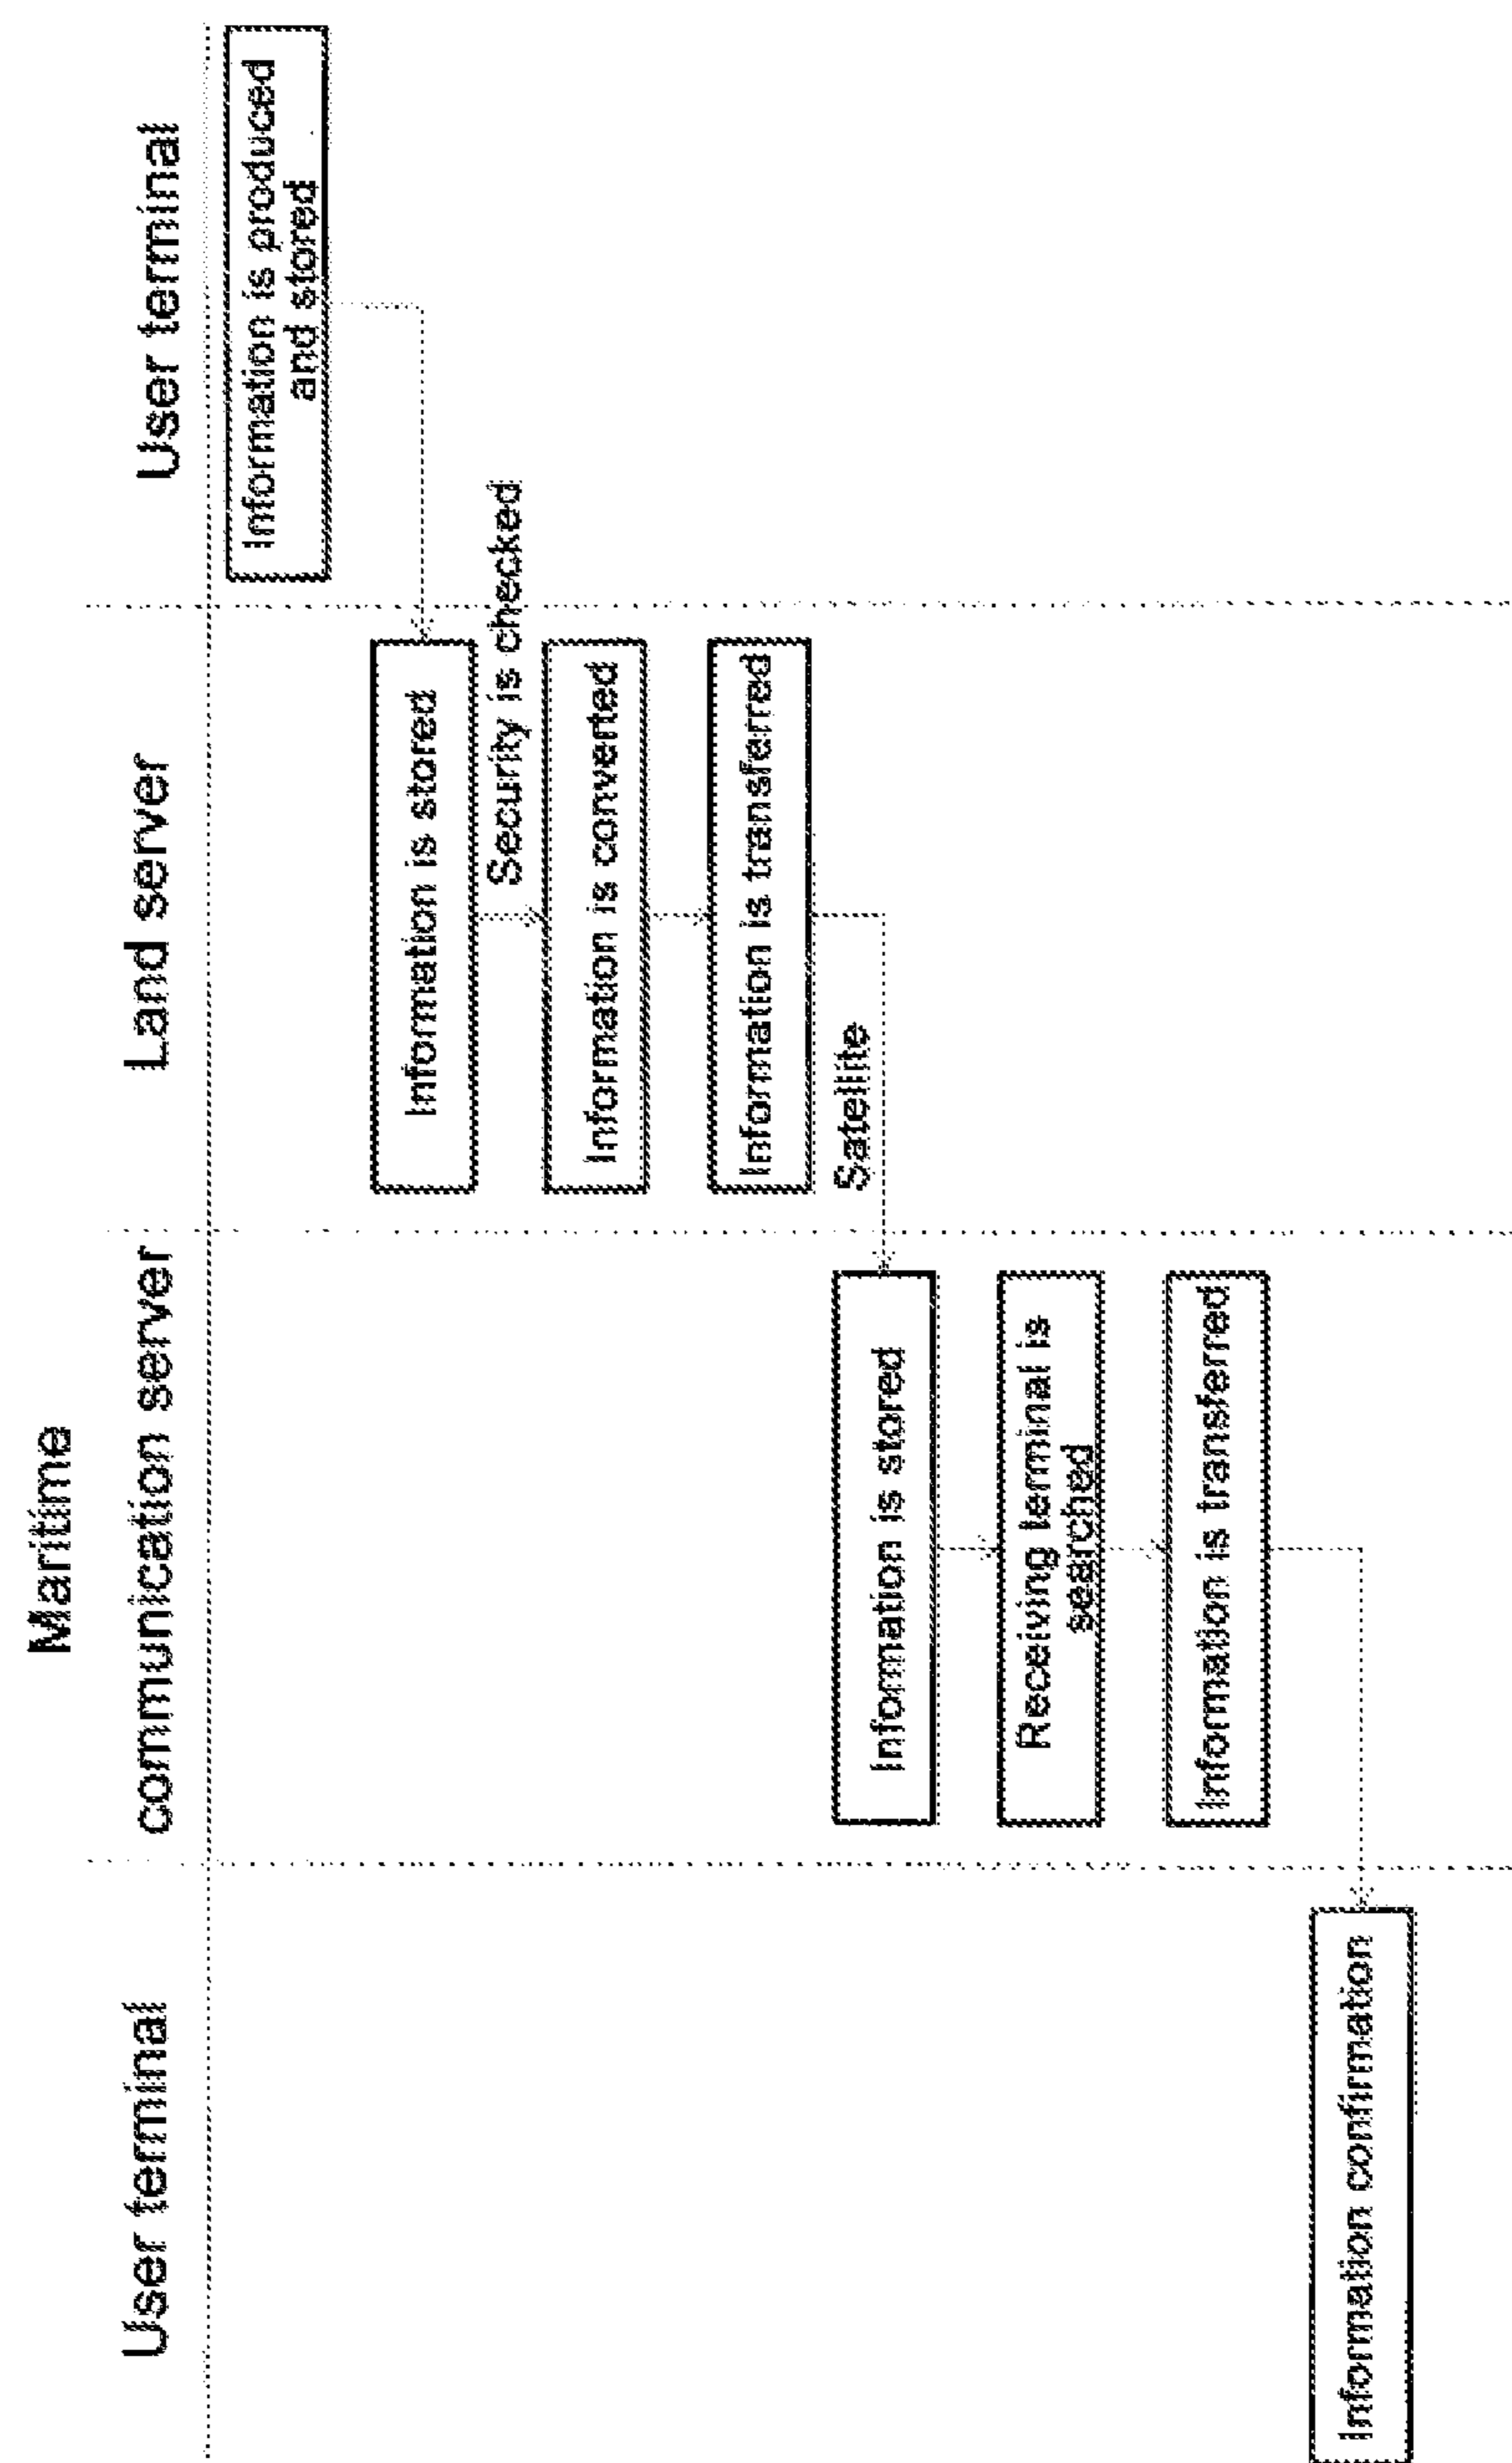 User terminal
Maritime
communication server
Land server
User terminal
Information is produced
and stored
Information is stored
Security is checked
Information is converted
Information is transferred
Satellite
Information is stored
Receiving terminal is
searched
Information is transferred
Information confirmation